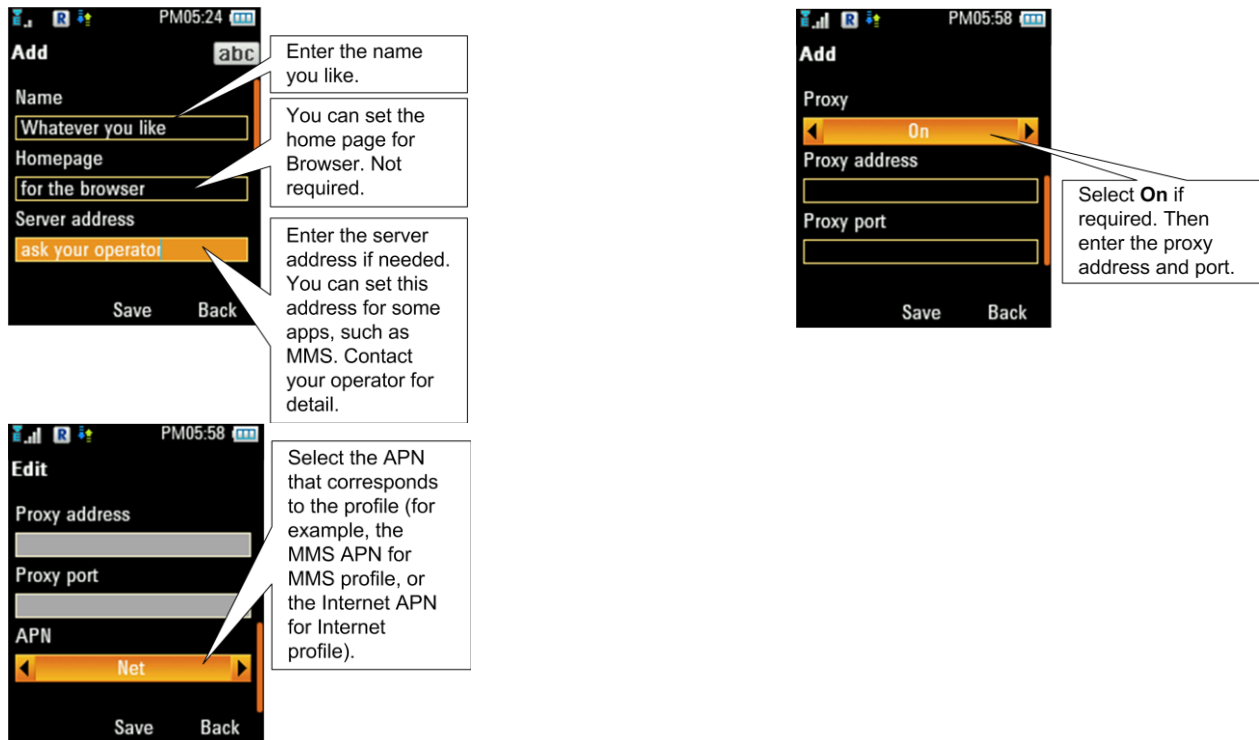 R PM05:24
Add abc
Name
Whatever you like
Homepage
for the browser
Server address
ask your operator
Save Back
Enter the name
you like.
You can set the
home page for
Browser. Not
required.
Enter the server
address if needed.
You can set this
address for some
apps, such as
MMS. Contact
your operator for
detail.
R PM05:58
Add
Proxy
On
Proxy address
Proxy port
Save Back
Select On if
required. Then
enter the proxy
address and port.
R PM05:58
Edit
Proxy address
Proxy port
APN
Net
Save Back
Select the APN
that corresponds
to the profile (for
example, the
MMS APN for
MMS profile, or
the Internet APN
for Internet
profile).